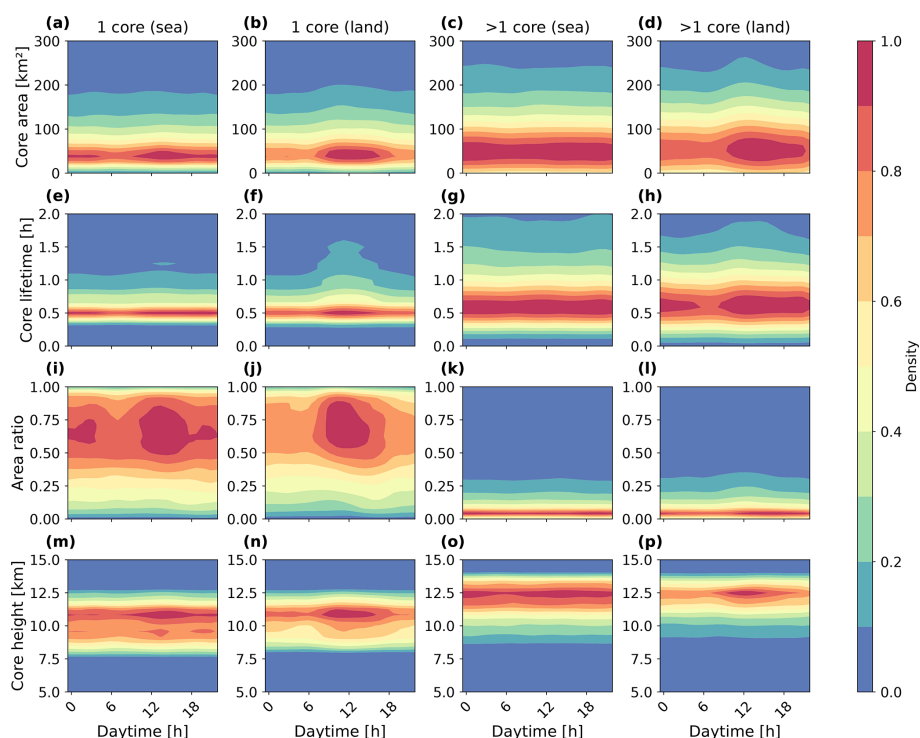 (a) 1 core (sea) (b) 1 core (land) (c) >1 core (sea) (d) >1 core (land)
300 300 300 300 1.0
Core area [km²]
200 200 200 200
100 100 100 100
0 0 0 0
(e) (f) (g) (h)
0.8
2.0 2.0 2.0 2.0
Core lifetime [h]
1.5 1.5 1.5 1.5
1.0 1.0 1.0 1.0
0.6
0.5 0.5 0.5 0.5
0.0 0.0 0.0 0.0
Density
(i) (j) (k) (l)
1.00 1.00 1.00 1.00
Area ratio
0.75 0.75 0.75 0.75
0.4
0.50 0.50 0.50 0.50
0.25 0.25 0.25 0.25
0.00 0.00 0.00 0.00
(m) (n) (o) (p)
15.0 15.0 15.0 15.0 0.2
Core height [km]
12.5 12.5 12.5 12.5
10.0 10.0 10.0 10.0
7.5 7.5 7.5 7.5
5.0 5.0 5.0 5.0 0.0
0 6 12 18 0 6 12 18 0 6 12 18 0 6 12 18
Daytime [h] Daytime [h] Daytime [h] Daytime [h]